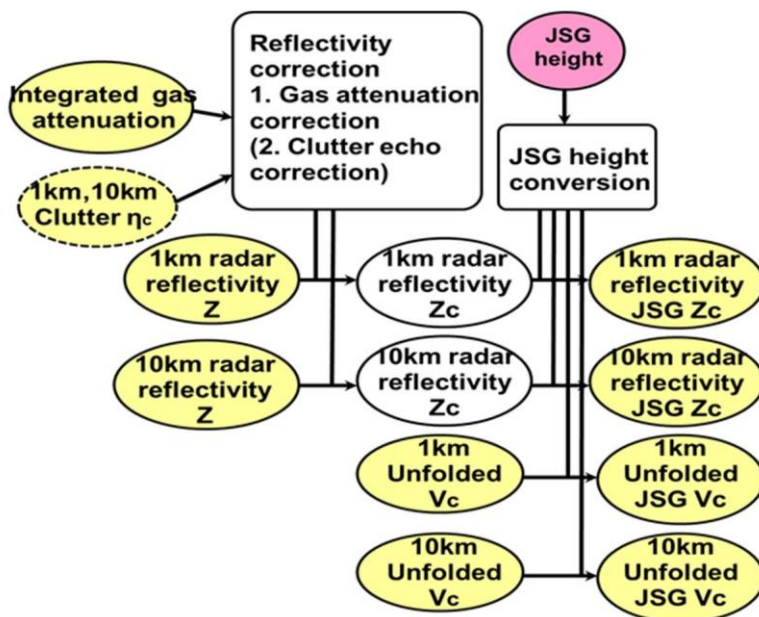 Reflectivity
correction
1. Gas attenuation
correction
(2. Clutter echo
correction)
JSG
height
Integrated gas
attenuation
JSG height
conversion
1km,10km
Clutter ηc
1km radar
reflectivity
Z
1km radar
reflectivity
Zc
1km radar
reflectivity
JSG Zc
10km radar
reflectivity
Z
10km radar
reflectivity
Zc
10km radar
reflectivity
JSG Zc
1km
Unfolded
Vc
1km
Unfolded
JSG Vc
10km
Unfolded
Vc
10km
Unfolded
JSG Vc